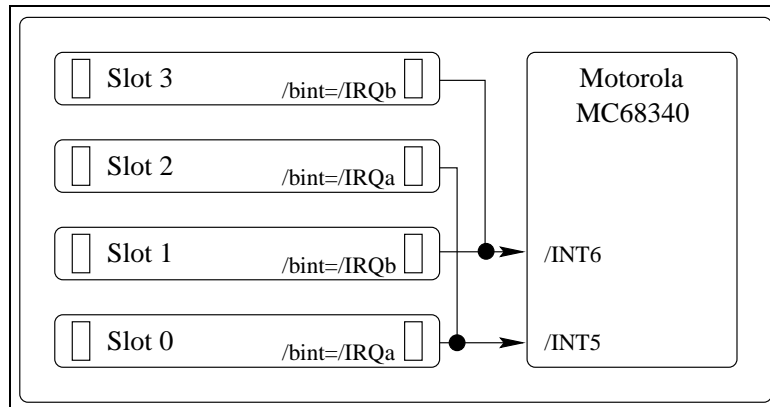 Slot 3
/bint=/IRQb
Motorola
MC68340
Slot 2
/bint=/IRQa
Slot 1
/bint=/IRQb
/INT6
Slot 0
/bint=/IRQa
/INT5